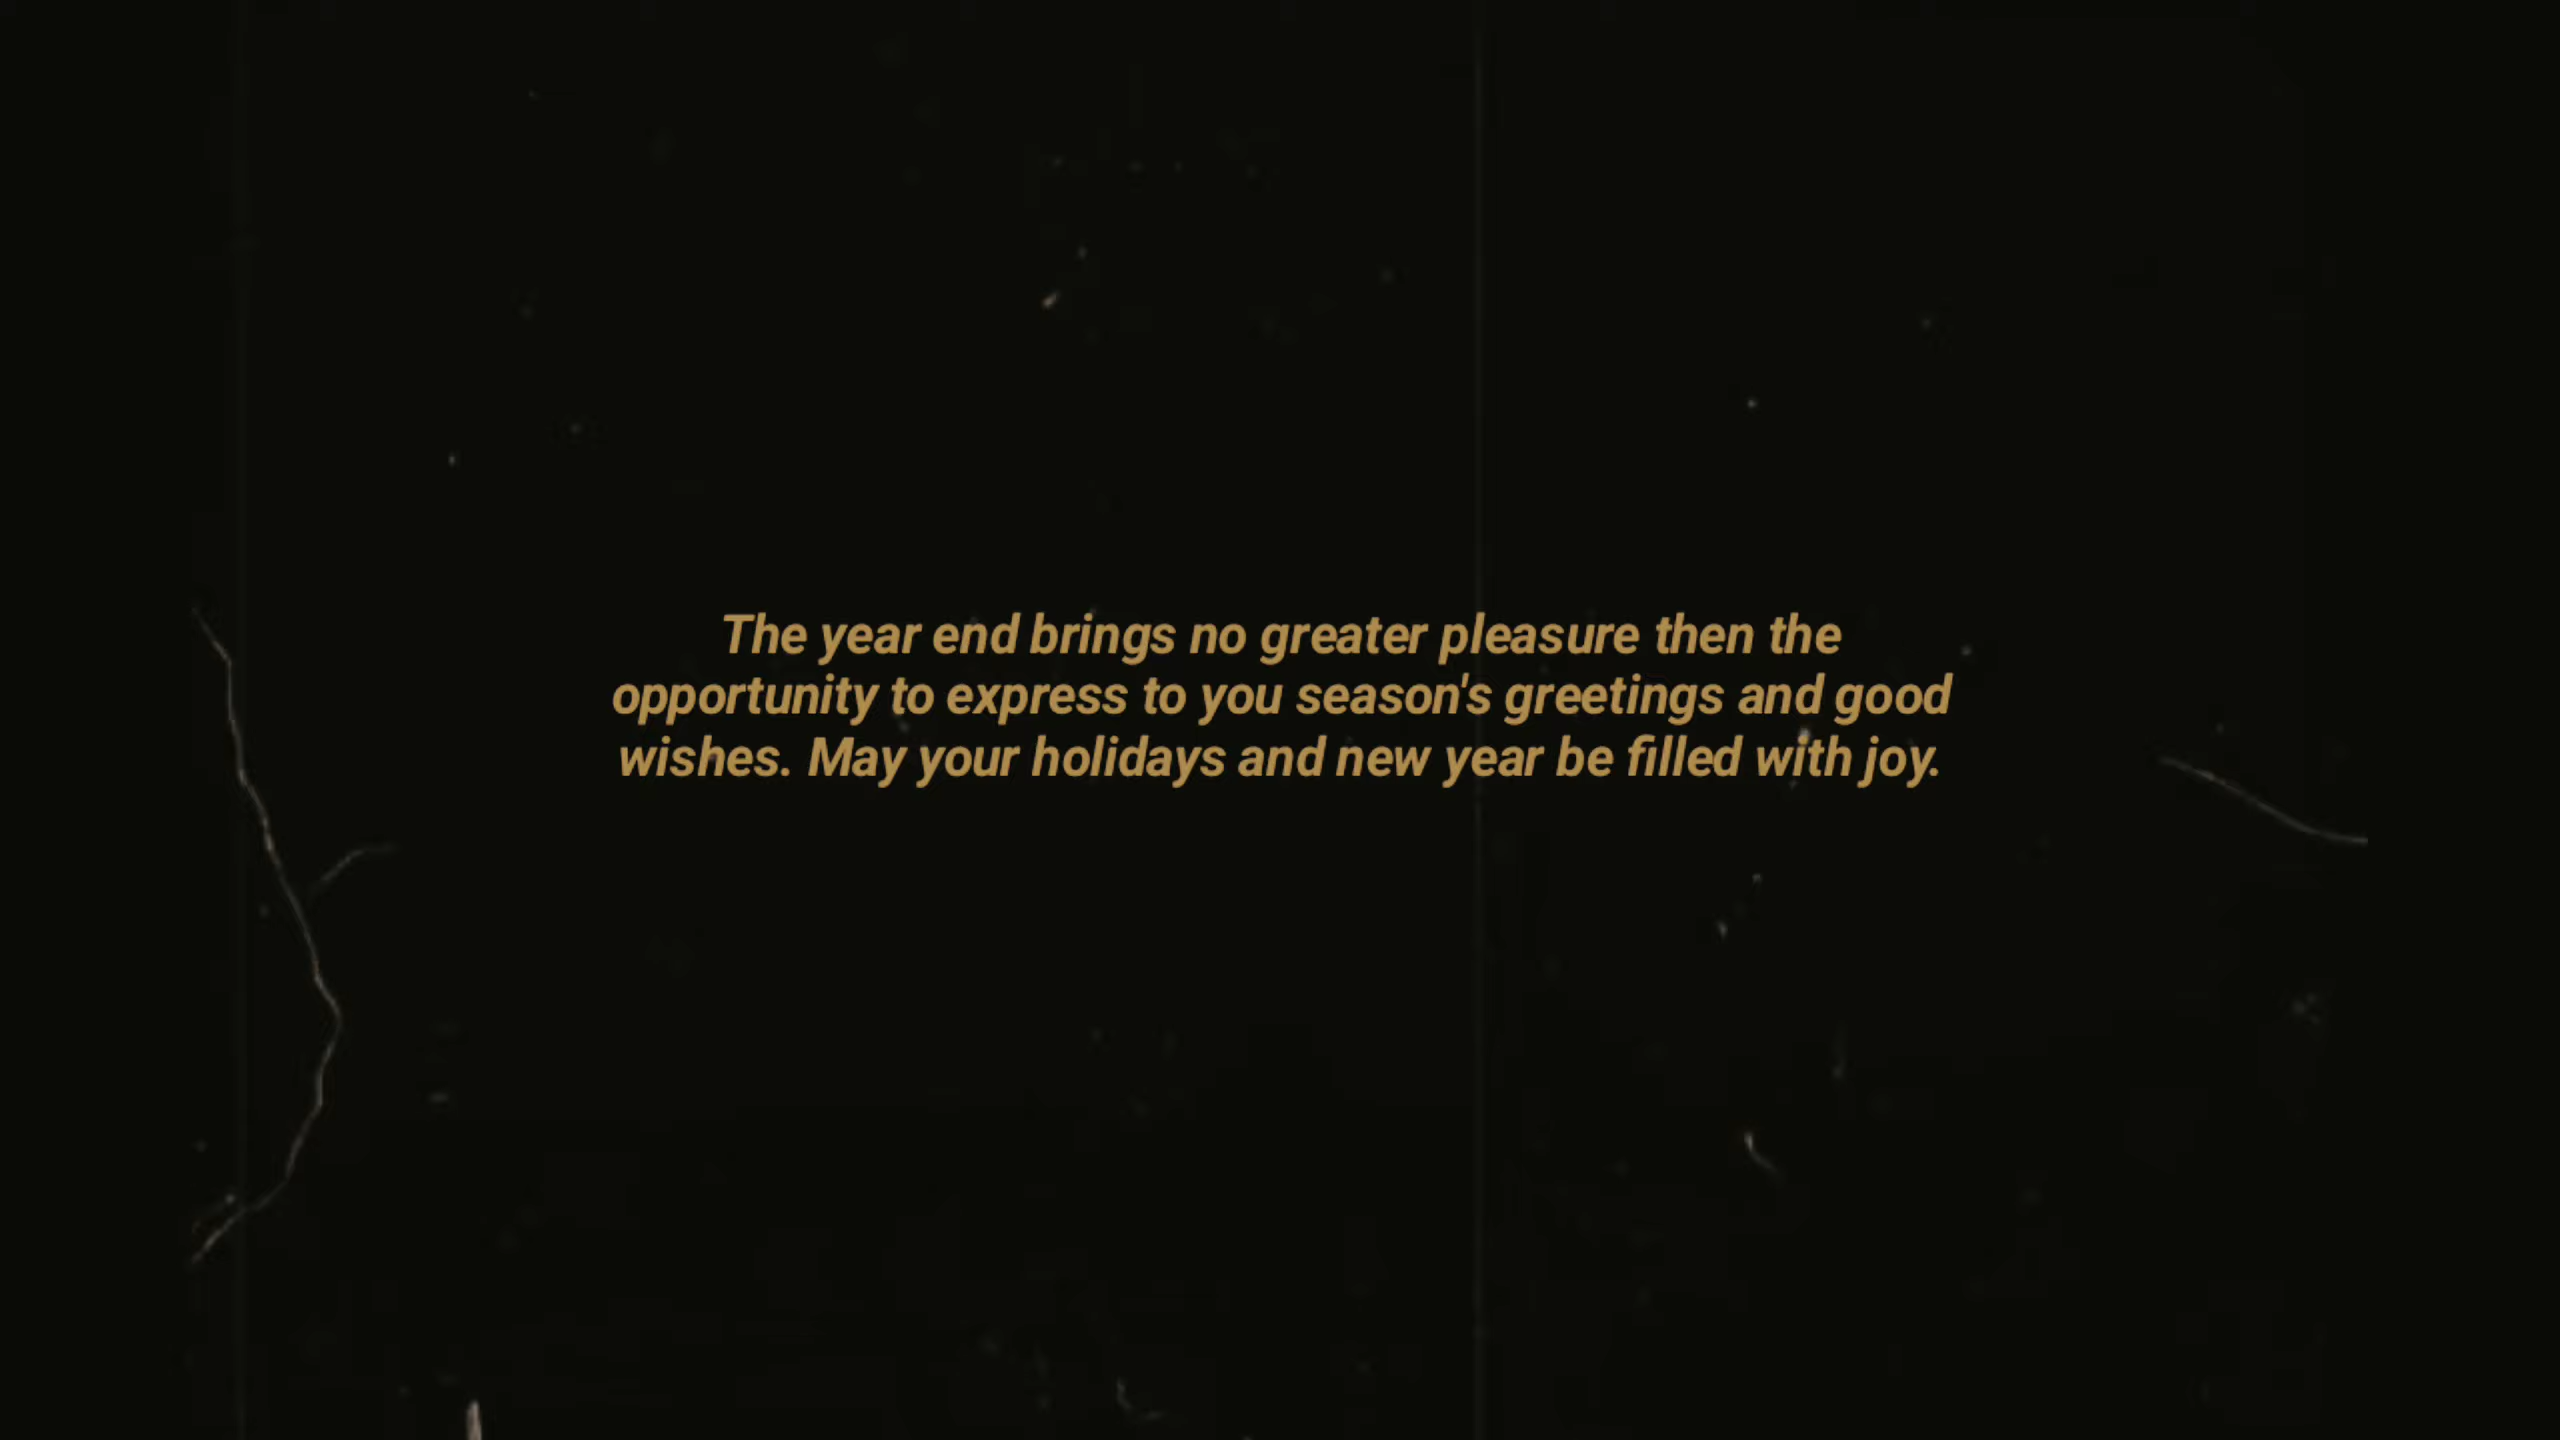 The year end brings no greater pleasure then the
opportunity to express to you season's greetings and good
wishes. May your holidays and new year be filled with joy.